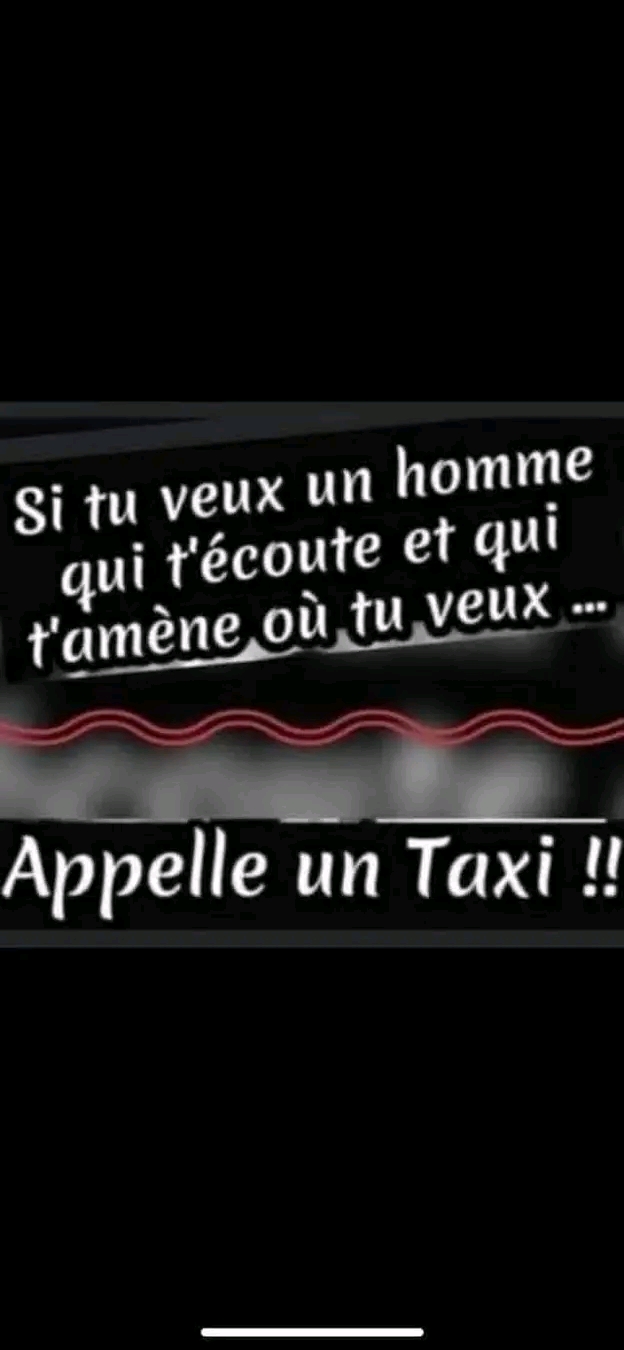 Si tu veux un homme
qui t'écoute et qui
t'amène où tu veux ...
Appelle un Taxi !!